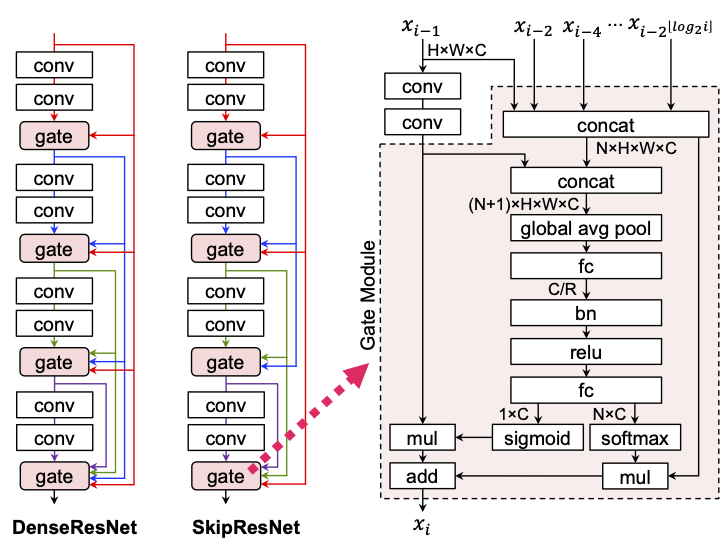 conv
conv
gate
conv
conv
gate
conv
conv
gate
conv
conv
gate
DenseResNet
conv
conv
gate
conv
conv
gate
conv
conv
gate
conv
conv
gate
SkipResNet
x_{i-1}
x_{i-2} x_{i-4} ⋯ x_{i-2^{⌊log_2 i⌋}}
H×W×C
conv
conv
concat
N×H×W×C
concat
(N+1)×H×W×C
global avg pool
fc
C/R
bn
relu
fc
1×C
N×C
mul
sigmoid
softmax
add
mul
x_i
Gate Module